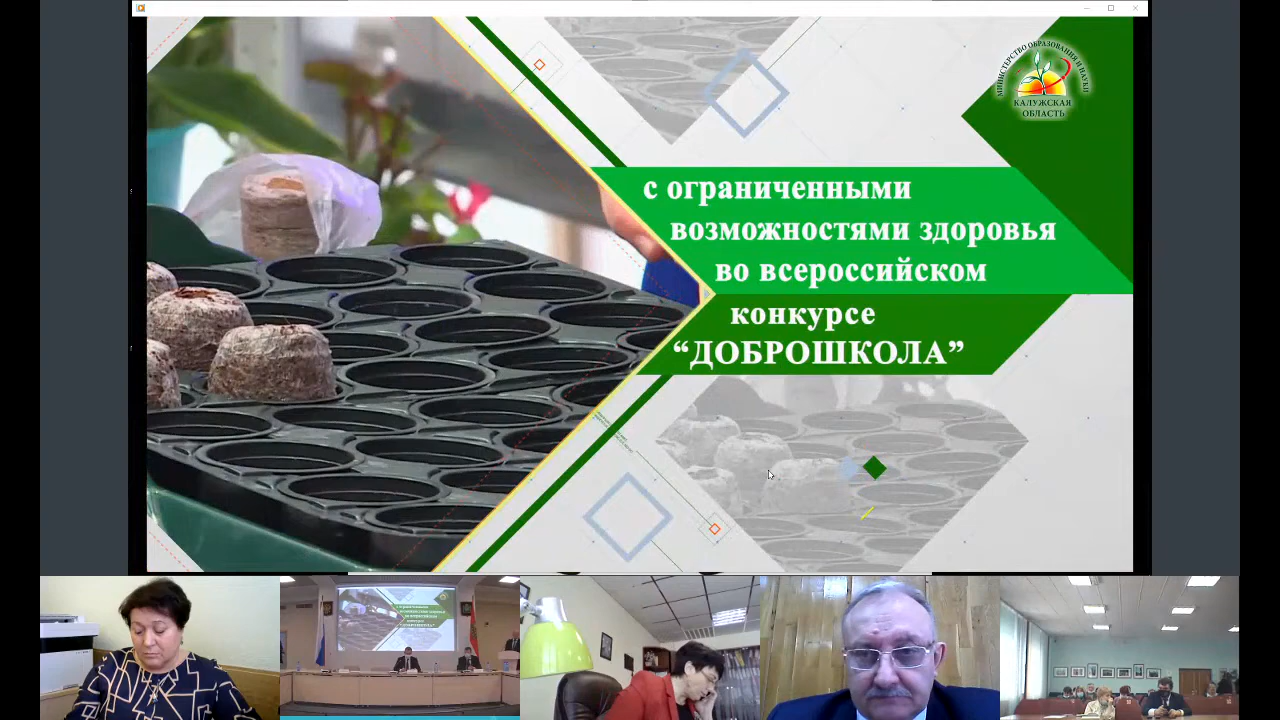 МИНИСТЕРСТВО ОБРАЗОВАНИЯ И НАУКИ
КАЛУЖСКАЯ
ОБЛАСТЬ
с ограниченными
возможностями здоровья
во всероссийском
конкурсе
“ДОБРОШКОЛА”